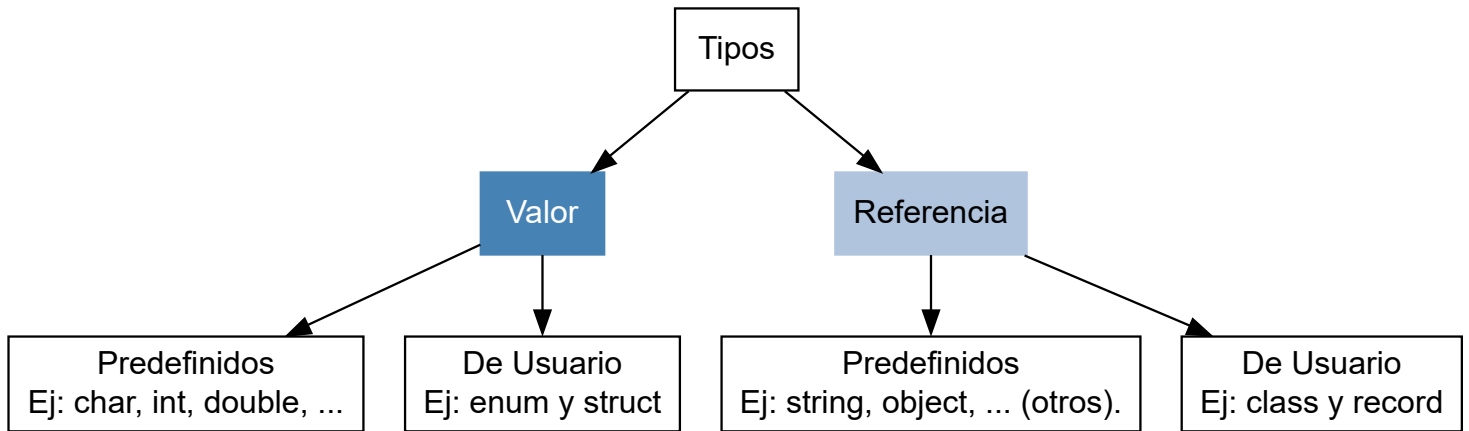 Tipos
Valor
Referencia
Predefinidos
Ej: char, int, double, ...
De Usuario
Ej: enum y struct
Predefinidos
Ej: string, object, ... (otros).
De Usuario
Ej: class y record